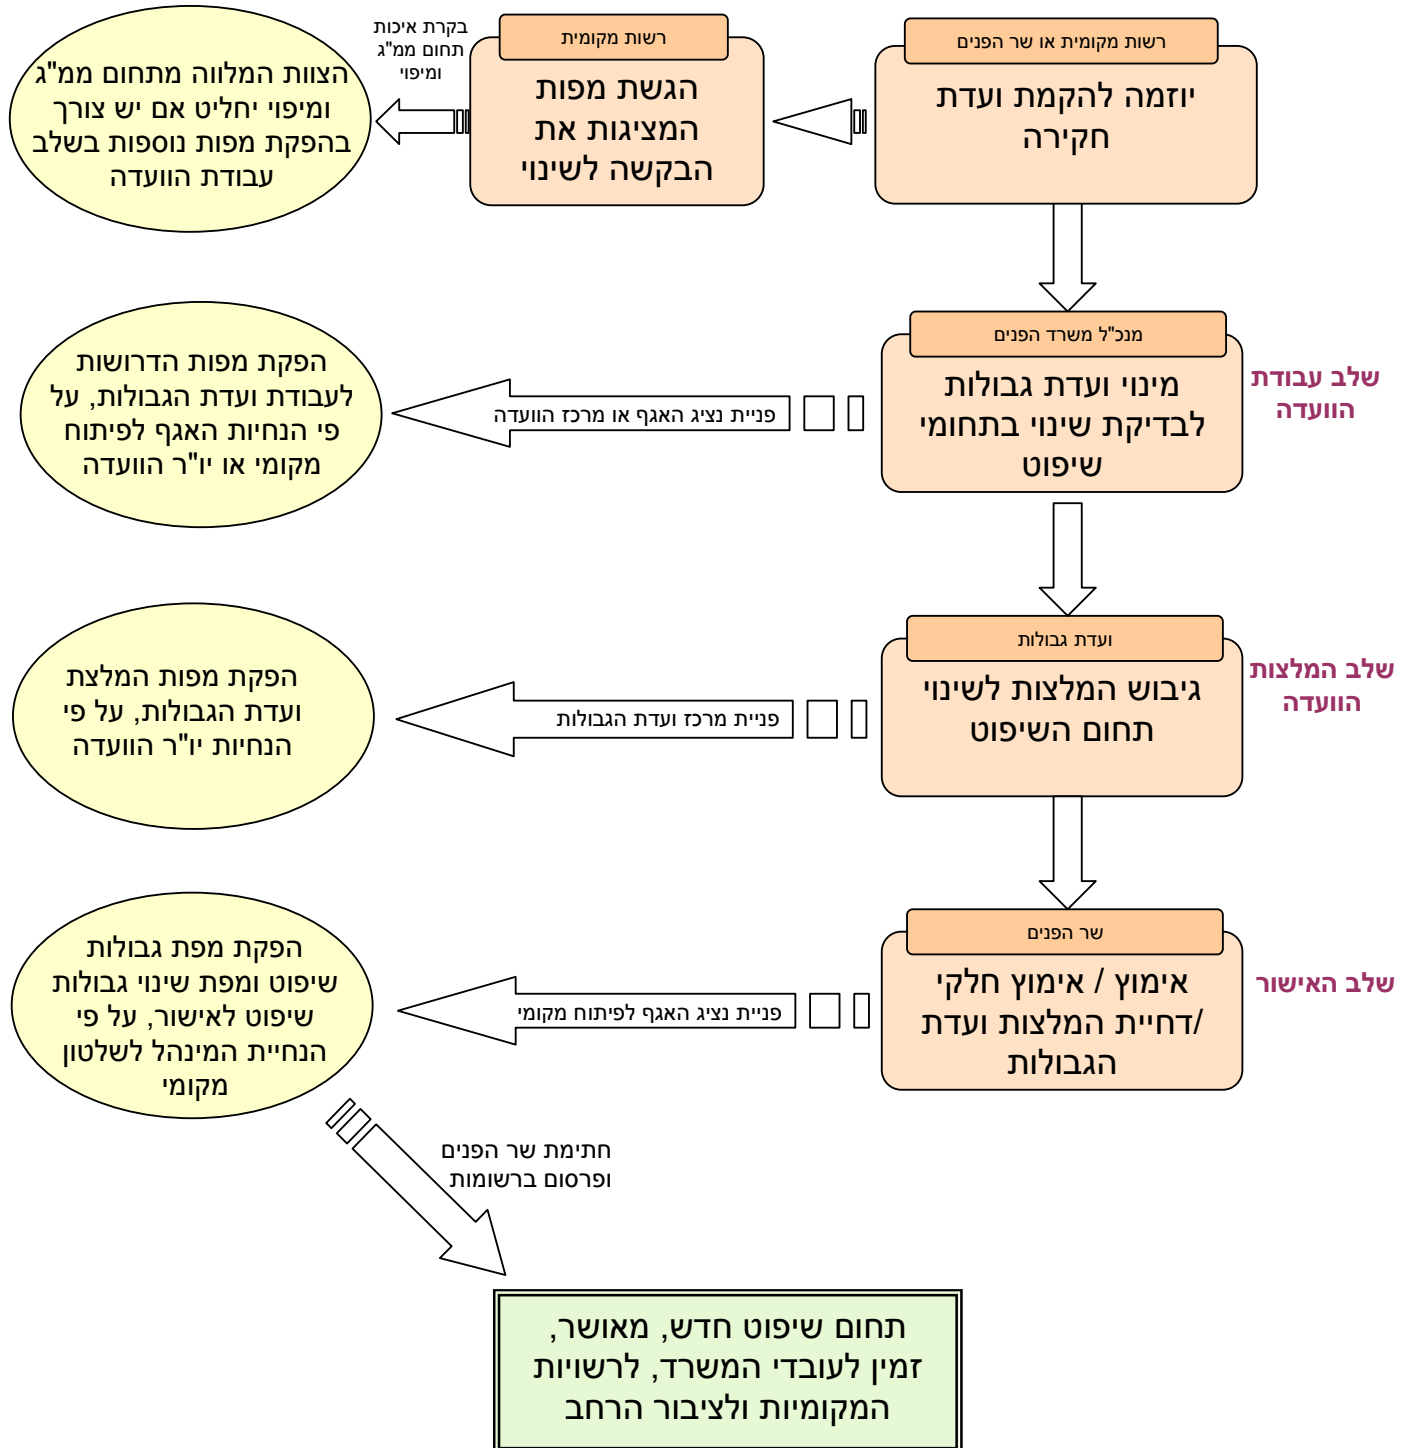 רשות מקומית או שר הפנים
יוזמה להקמת ועדת
חקירה
רשות מקומית
הגשת מפות
המציגות את
הבקשה לשינוי
בקרת איכות
תחום ממ"ג
ומיפוי
הצוות המלווה מתחום ממ"ג
ומיפוי יחליט אם יש צורך
בהפקת מפות נוספות בשלב
עבודת הוועדה
שלב עבודת
הוועדה
מנכ"ל משרד הפנים
מינוי ועדת גבולות
לבדיקת שינוי בתחומי
שיפוט
פניית נציג האגף או מרכז הוועדה
הפקת מפות הדרושות
לעבודת ועדת הגבולות, על
פי הנחיות האגף לפיתוח
מקומי או יו"ר הוועדה
שלב המלצות
הוועדה
ועדת גבולות
גיבוש המלצות לשינוי
תחום השיפוט
פניית מרכז ועדת הגבולות
הפקת מפות המלצת
ועדת הגבולות, על פי
הנחיות יו"ר הוועדה
שלב האישור
שר הפנים
אימוץ / אימוץ חלקי
/דחיית המלצות ועדת
הגבולות
פניית נציג האגף לפיתוח מקומי
הפקת מפת גבולות
שיפוט ומפת שינוי גבולות
שיפוט לאישור, על פי
הנחיית המינהל לשלטון
מקומי
חתימת שר הפנים
ופרסום ברשומות
תחום שיפוט חדש, מאושר,
זמין לעובדי המשרד, לרשויות
המקומיות ולציבור הרחב